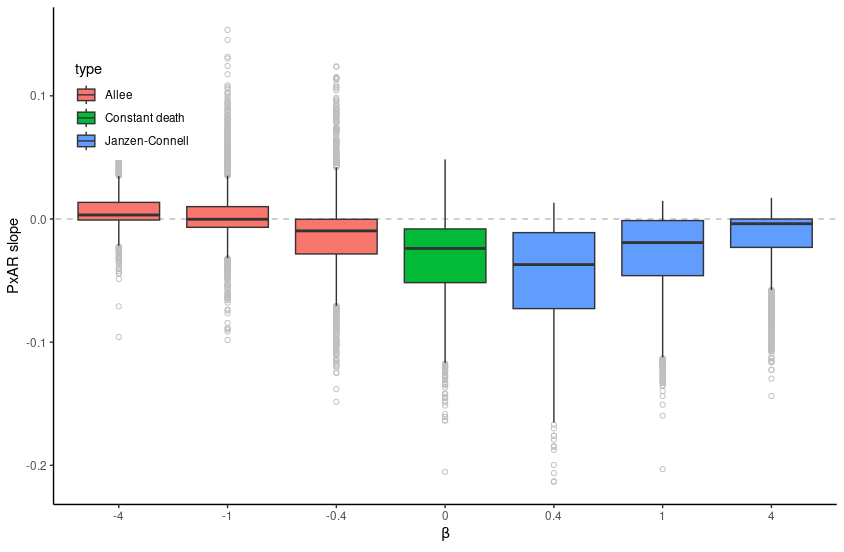 type
Allee
Constant death
Janzen-Connell
0.1
0.0
-0.1
-0.2
PxAR slope
-4 -1 -0.4 0 0.4 1 4
β